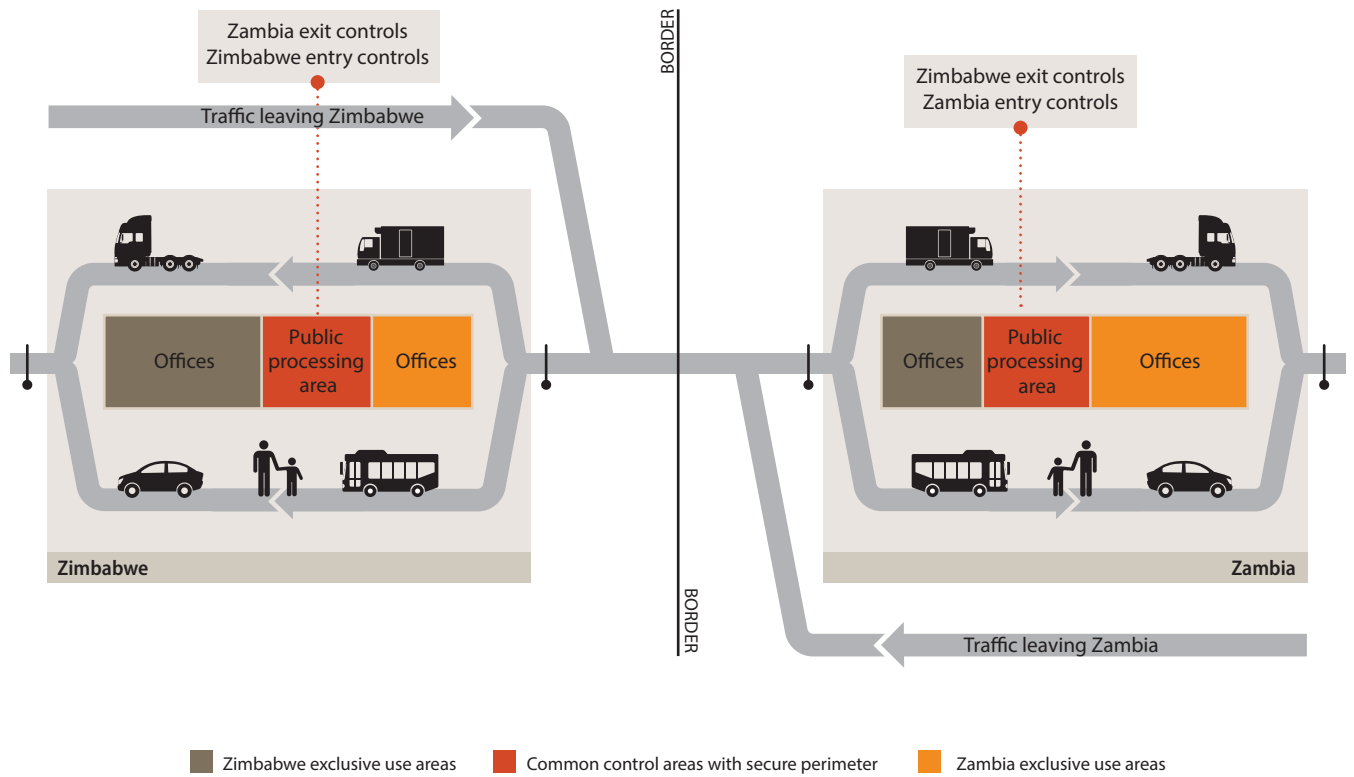 Zambia exit controls
Zimbabwe entry controls
BORDER
Zimbabwe exit controls
Zambia entry controls
Traffic leaving Zimbabwe
Offices
Public
processing
area
Offices
Offices
Public
processing
area
Offices
Zimbabwe
Zambia
BORDER
Traffic leaving Zambia
Zimbabwe exclusive use areas
Common control areas with secure perimeter
Zambia exclusive use areas